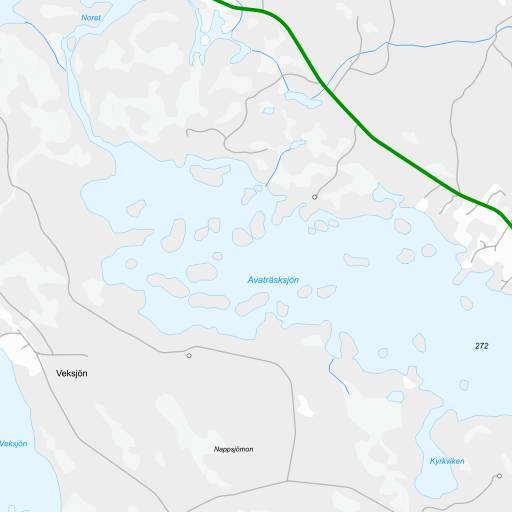 Noret
Avaträsksjön
272
Veksjön
Veksjön
Nappsjömon
Kyrkviken